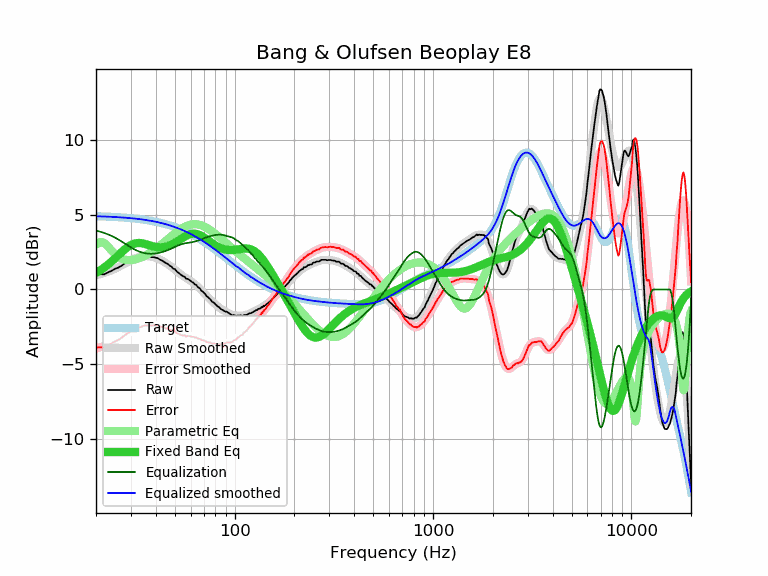 Bang & Olufsen Beoplay E8
Amplitude (dBr)
10
5
0
−5
−10
Target
Raw Smoothed
Error Smoothed
Raw
Error
Parametric Eq
Fixed Band Eq
Equalization
Equalized smoothed
100
1000
10000
Frequency (Hz)